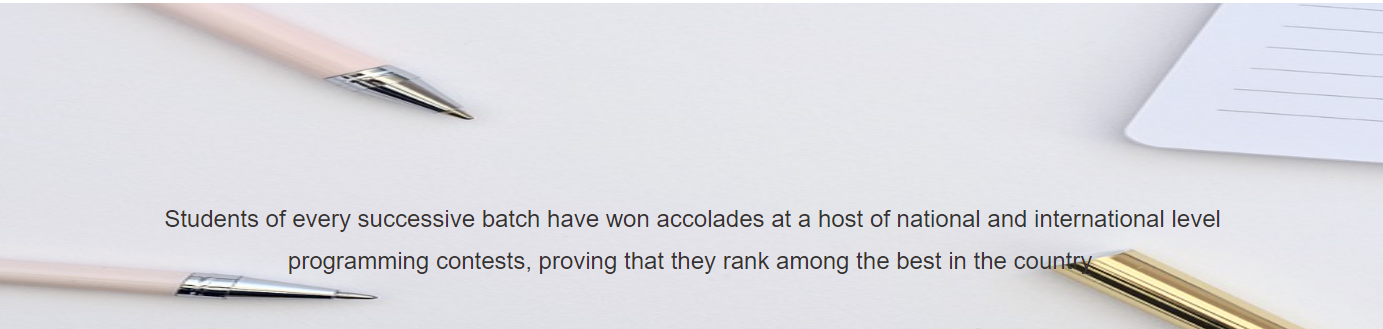 Students of every successive batch have won accolades at a host of national and international level
programming contests, proving that they rank among the best in the country